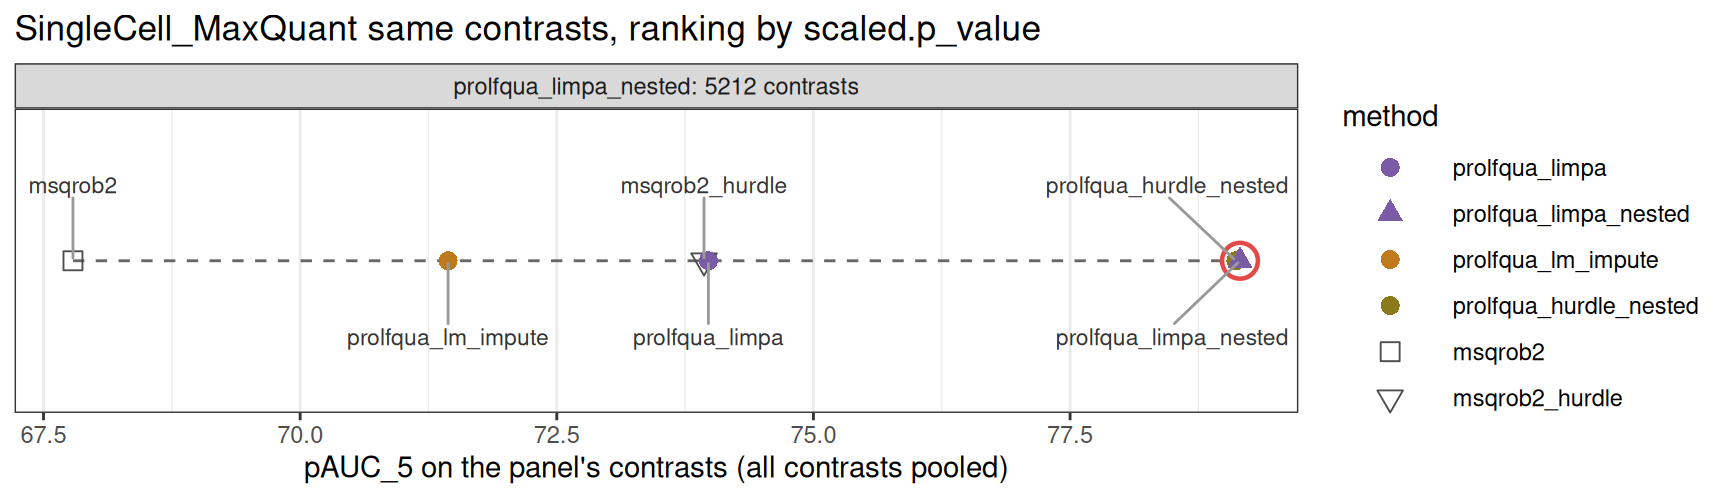 SingleCell_MaxQuant same contrasts, ranking by scaled.p_value
prolfqua_limpa_nested: 5212 contrasts
msqrob2
msqrob2_hurdle
prolfqua_hurdle_nested
prolfqua_lm_impute
prolfqua_limpa
prolfqua_limpa_nested
67.5
70.0
72.5
75.0
77.5
pAUC_5 on the panel's contrasts (all contrasts pooled)
method
prolfqua_limpa
prolfqua_limpa_nested
prolfqua_lm_impute
prolfqua_hurdle_nested
msqrob2
msqrob2_hurdle